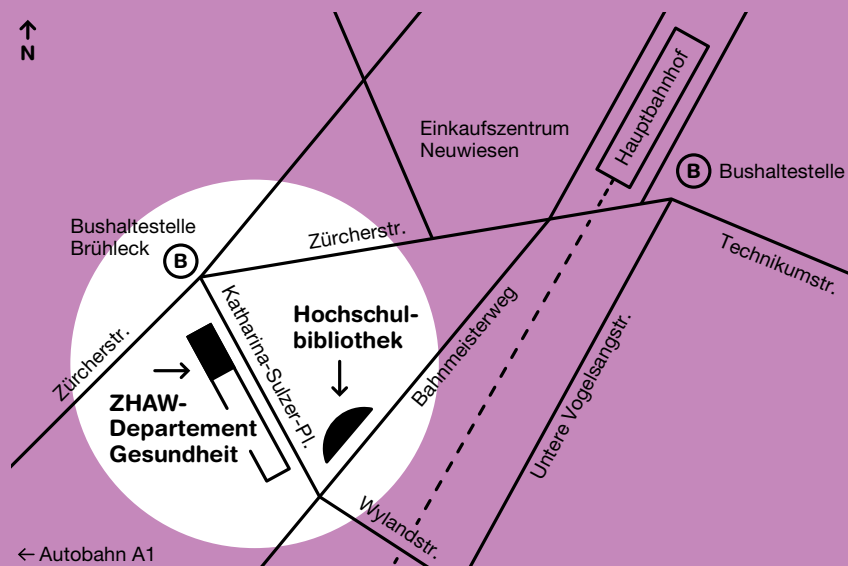 N
Einkaufszentrum
Neuwiesen
Hauptbahnhof
B Bushaltestelle
Bushaltestelle
Brühleck
B
Zürcherstr.
Technikumstr.
Zürcherstr.
Katharina-Sulzer-Pl.
Hochschul-
bibliothek
Bahnmeisterweg
Untere Vogelsangstr.
ZHAW-
Departement
Gesundheit
Wylandstr.
← Autobahn A1